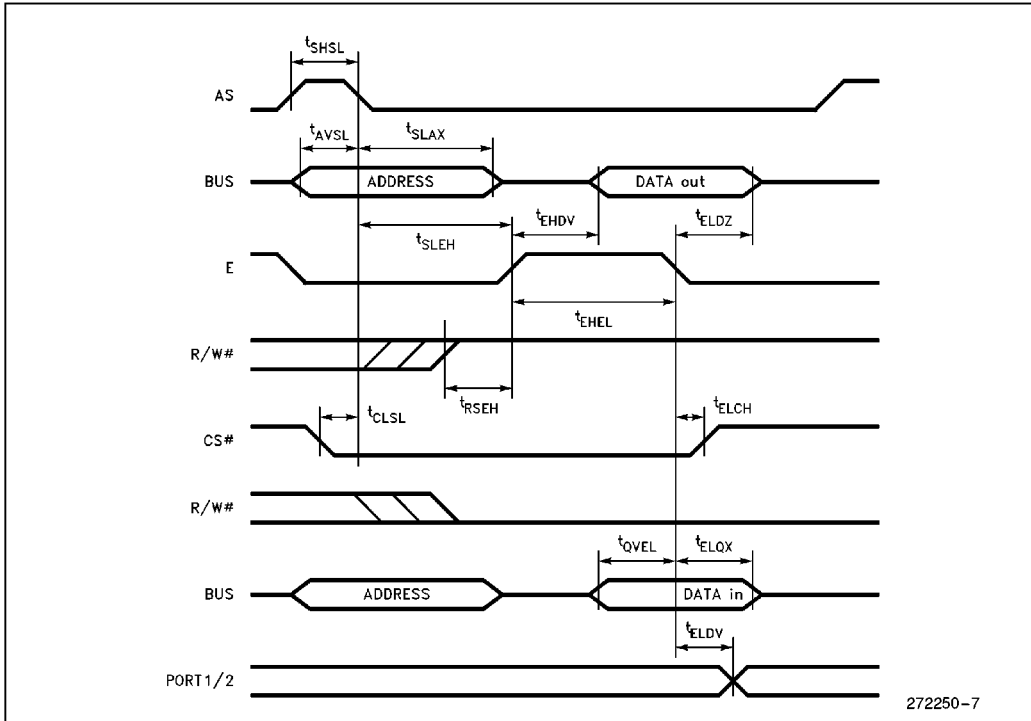 tSHSL
AS
tAVSL tSLAX
BUS ADDRESS DATA out
tSLEH tEHDV tELDZ
E
tEHEL
R/W#
tRSEH
tCLSL tELCH
CS#
R/W#
tQVEL tELQX
BUS ADDRESS DATA in
tELDV
PORT1/2
272250-7